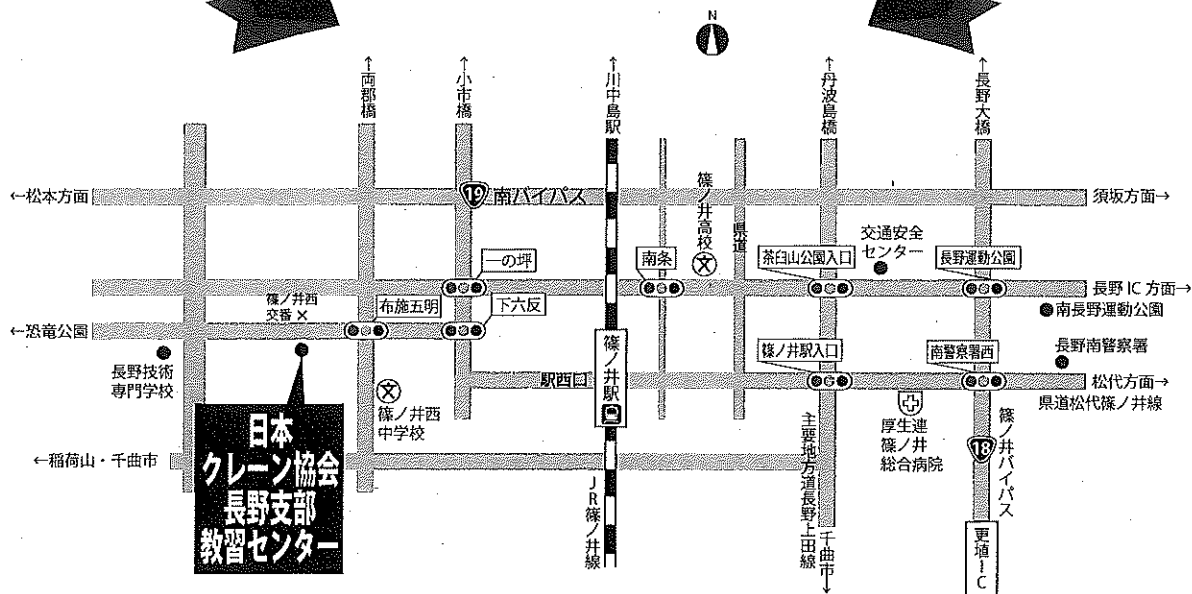 N
↑両郡橋
↑小市橋
↑川中島駅
↑丹波島橋
↑長野大橋
←松本方面
19
南バイパス
篠ノ井高校
文
県道
須坂方面→
一の坪
南条
茶臼山公園入口
交通安全
センター
長野運動公園
長野IC方面→
南長野運動公園
←恐竜公園
篠ノ井西
交番
布施五明
下六反
長野技術
専門学校
文
篠ノ井西
中学校
駅西口
篠ノ井駅
篠ノ井駅入口
南警察署西
長野南警察署
松代方面→
県道松代篠ノ井線
厚生連
篠ノ井
総合病院
18
篠ノ井バイパス
日本
クレーン協会
長野支部
教習センター
←稲荷山・千曲市
JR篠ノ井線
主要地方道長野上田線
千曲市→
更埴IC